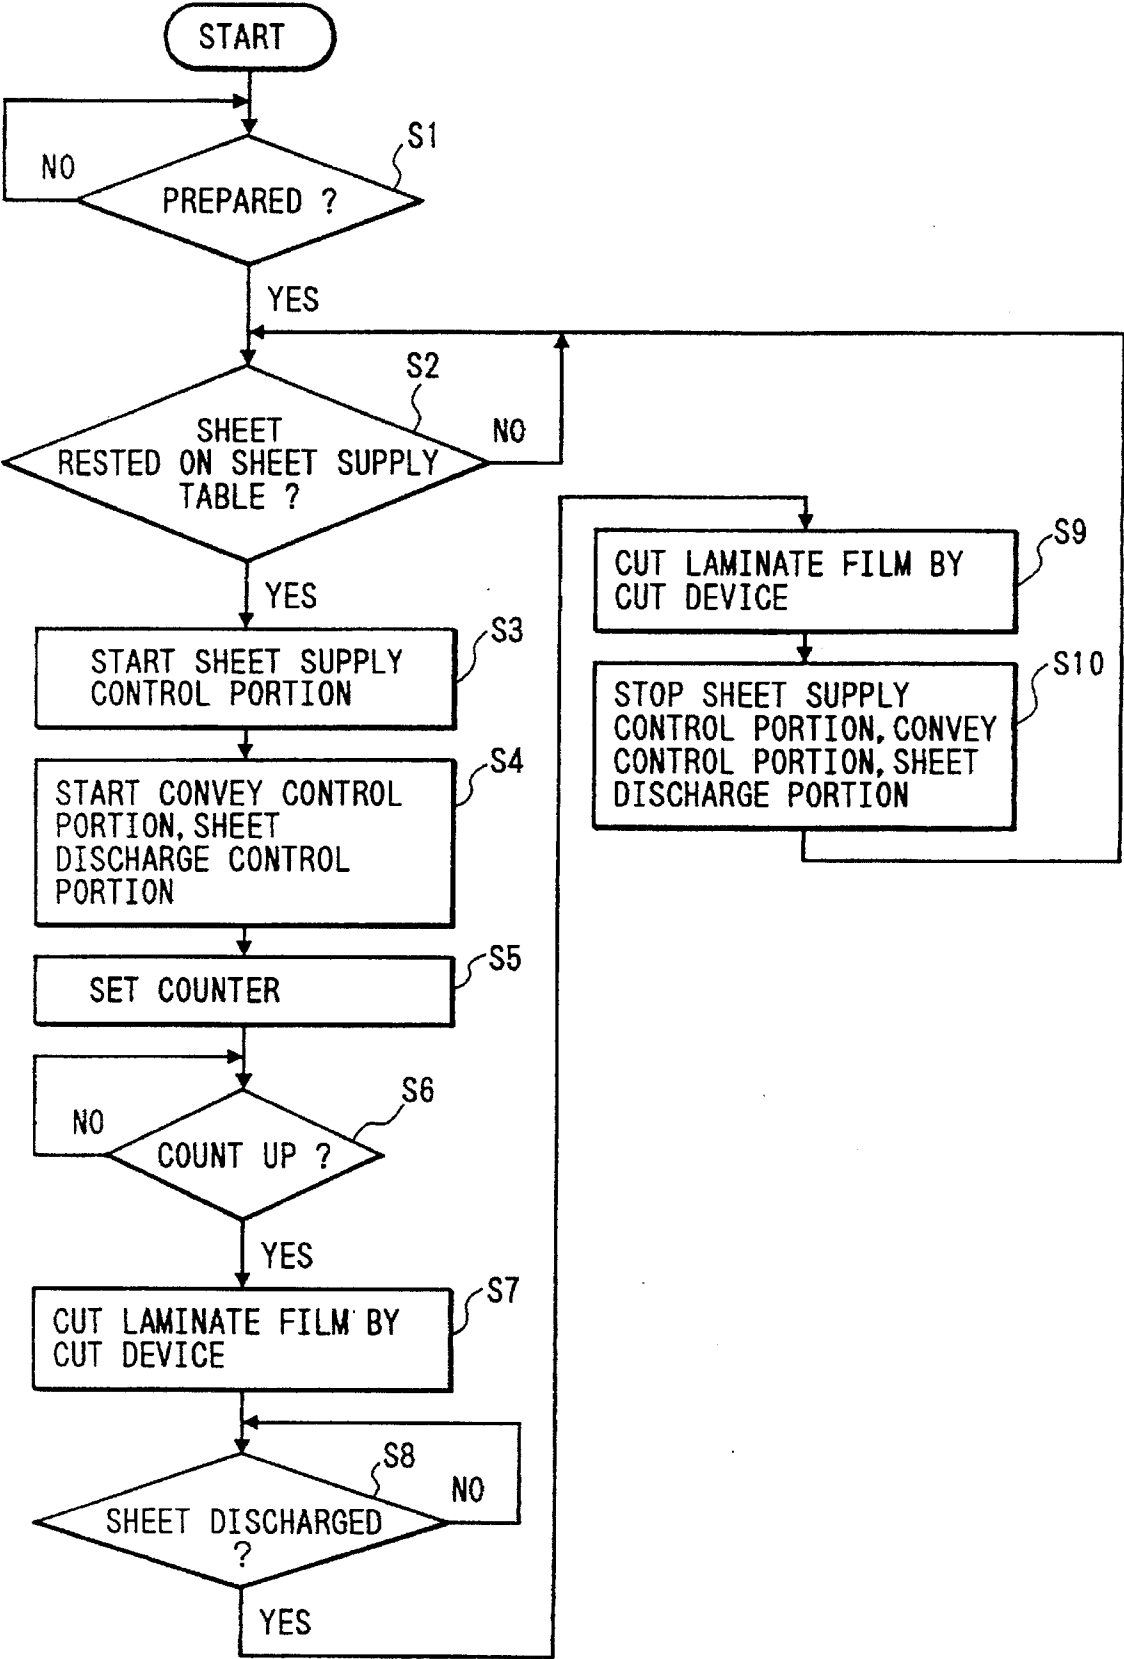 START
S1
NO
PREPARED ?
YES
S2
SHEET
RESTED ON SHEET SUPPLY
TABLE ?
NO
YES
S3
START SHEET SUPPLY
CONTROL PORTION
S4
START CONVEY CONTROL
PORTION, SHEET
DISCHARGE CONTROL
PORTION
S5
SET COUNTER
S6
NO
COUNT UP ?
YES
S7
CUT LAMINATE FILM BY
CUT DEVICE
S8
NO
SHEET DISCHARGED
?
YES
S9
CUT LAMINATE FILM BY
CUT DEVICE
S10
STOP SHEET SUPPLY
CONTROL PORTION, CONVEY
CONTROL PORTION, SHEET
DISCHARGE PORTION